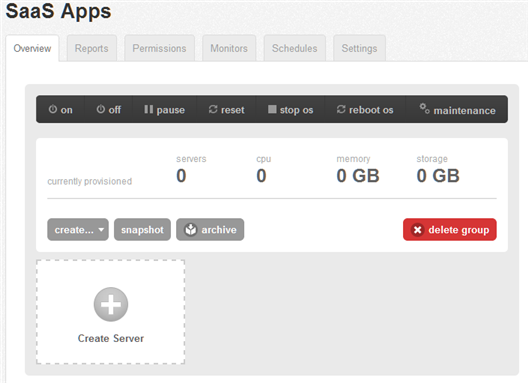 SaaS Apps
Overview Reports Permissions Monitors Schedules Settings
on off pause reset stop os reboot os maintenance
servers cpu memory storage
currently provisioned 0 0 0 GB 0 GB
create... snapshot archive delete group
Create Server